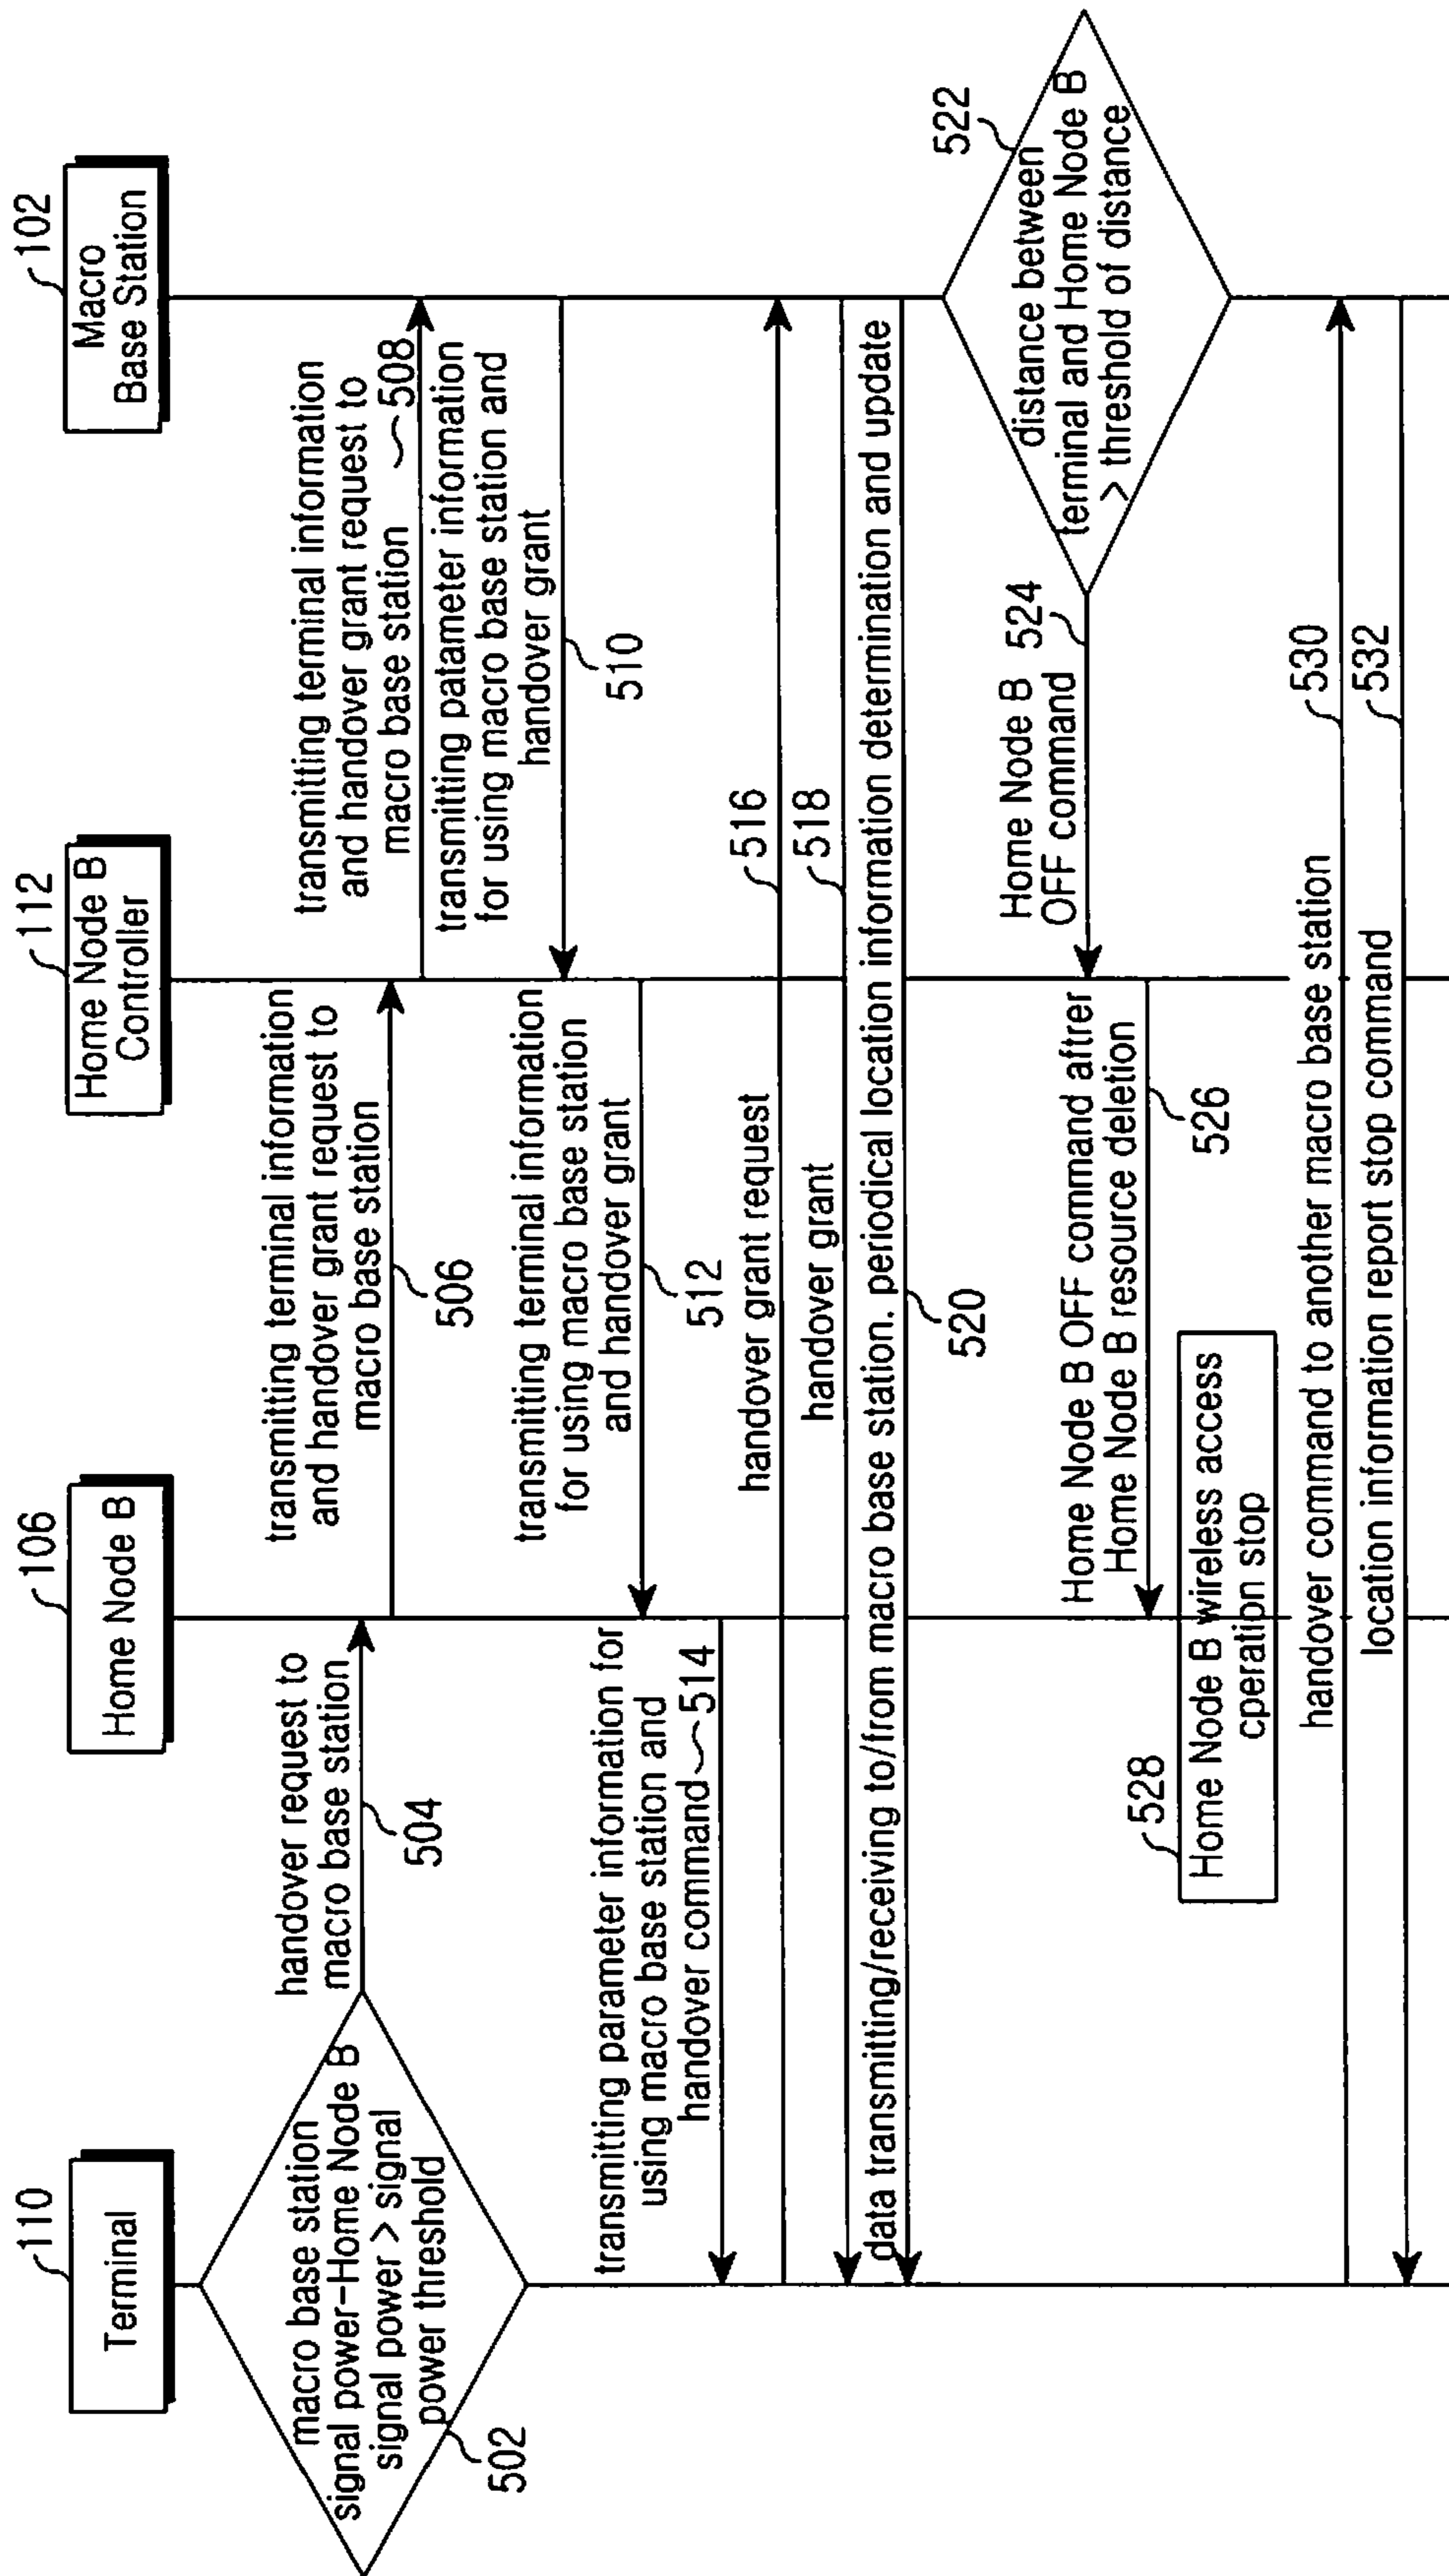 110
Terminal
106
Home Node B
112
Home Node B
Controller
102
Macro
Base Station
macro base station
signal power-Home Node B
signal power > signal
power threshold
502
handover request to
macro base station
504
transmitting terminal information
and handover grant request to
macro base station
506
transmitting terminal information
and handover grant request to
macro base station 508
transmitting patameter information
for using macro base station and
handover grant
510
transmitting terminal information
for using macro base station
and handover grant
512
transmitting parameter information for
using macro base station and
handover command 514
handover grant request
516
handover grant
518
data transmitting/receiving to/from macro base station. periodical location information determination and update
520
522
distance between
terminal and Home Node B
> threshold of distance
Home Node B
OFF command
524
Home Node B OFF command aftrer
Home Node B resource deletion
526
528
Home Node B wireless access
cperation stop
handover command to another macro base station
530
location information report stop command
532